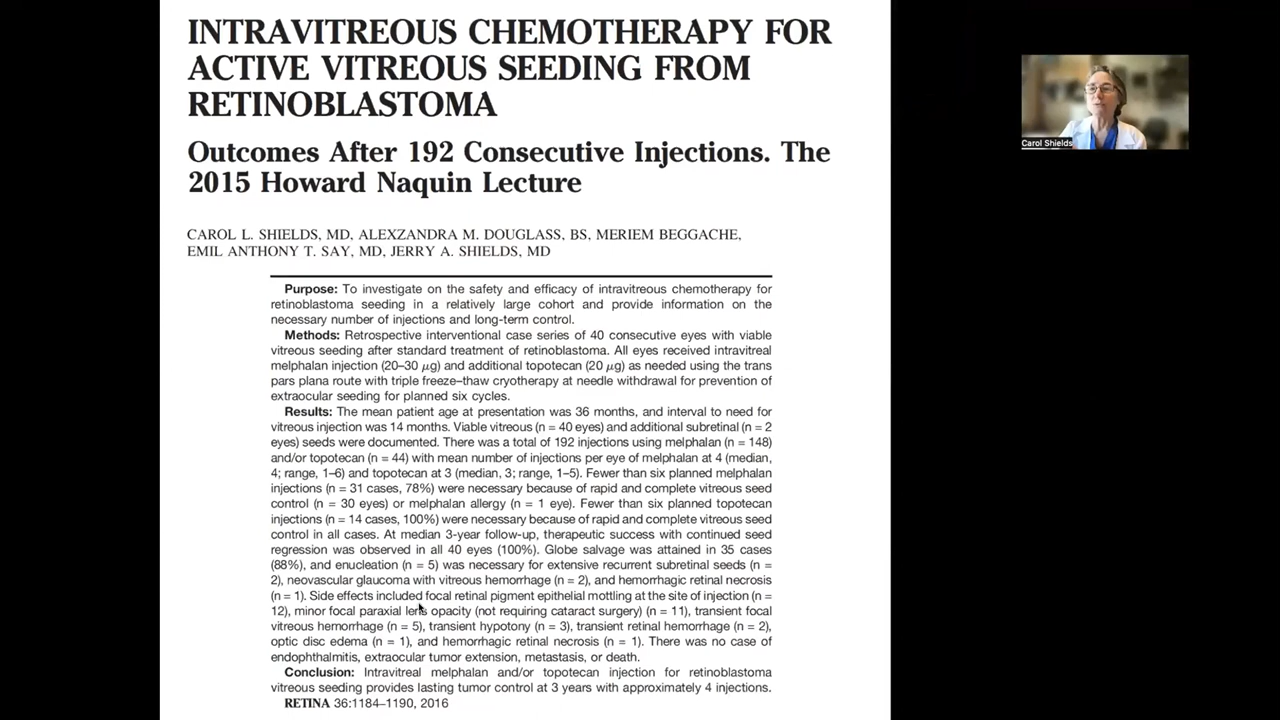 INTRAVITREOUS CHEMOTHERAPY FOR
ACTIVE VITREOUS SEEDING FROM
RETINOBLASTOMA
Outcomes After 192 Consecutive Injections. The
2015 Howard Naquin Lecture
CAROL L. SHIELDS, MD, ALEXZANDRA M. DOUGLASS, BS, MERIEM BEGGACHE,
EMIL ANTHONY T. SAY, MD, JERRY A. SHIELDS, MD
Purpose: To investigate on the safety and efficacy of intravitreous chemotherapy for
retinoblastoma seeding in a relatively large cohort and provide information on the
necessary number of injections and long-term control.
Methods: Retrospective interventional case series of 40 consecutive eyes with viable
vitreous seeding after standard treatment of retinoblastoma. All eyes received intravitreal
melphalan injection (20–30 μg) and additional topotecan (20 μg) as needed using the trans
pars plana route with triple freeze–thaw cryotherapy at needle withdrawal for prevention of
extraocular seeding for planned six cycles.
Results: The mean patient age at presentation was 36 months, and interval to need for
vitreous injection was 14 months. Viable vitreous (n = 40 eyes) and additional subretinal (n = 2
eyes) seeds were documented. There was a total of 192 injections using melphalan (n = 148)
and/or topotecan (n = 44) with mean number of injections per eye of melphalan at 4 (median,
4; range, 1–6) and topotecan at 3 (median, 3; range, 1–5). Fewer than six planned melphalan
injections (n = 31 cases, 78%) were necessary because of rapid and complete vitreous seed
control (n = 30 eyes) or melphalan allergy (n = 1 eye). Fewer than six planned topotecan
injections (n = 14 cases, 100%) were necessary because of rapid and complete vitreous seed
control in all cases. At median 3-year follow-up, therapeutic success with continued seed
regression was observed in all 40 eyes (100%). Globe salvage was attained in 35 cases
(88%), and enucleation (n = 5) was necessary for extensive recurrent subretinal seeds (n =
2), neovascular glaucoma with vitreous hemorrhage (n = 2), and hemorrhagic retinal necrosis
(n = 1). Side effects included focal retinal pigment epithelial mottling at the site of injection (n =
12), minor focal paraxial lens opacity (not requiring cataract surgery) (n = 11), transient focal
vitreous hemorrhage (n = 5), transient hypotony (n = 3), transient retinal hemorrhage (n = 2),
optic disc edema (n = 1), and hemorrhagic retinal necrosis (n = 1). There was no case of
endophthalmitis, extraocular tumor extension, metastasis, or death.
Conclusion: Intravitreal melphalan and/or topotecan injection for retinoblastoma
vitreous seeding provides lasting tumor control at 3 years with approximately 4 injections.
RETINA 36:1184–1190, 2016
Carol Shields